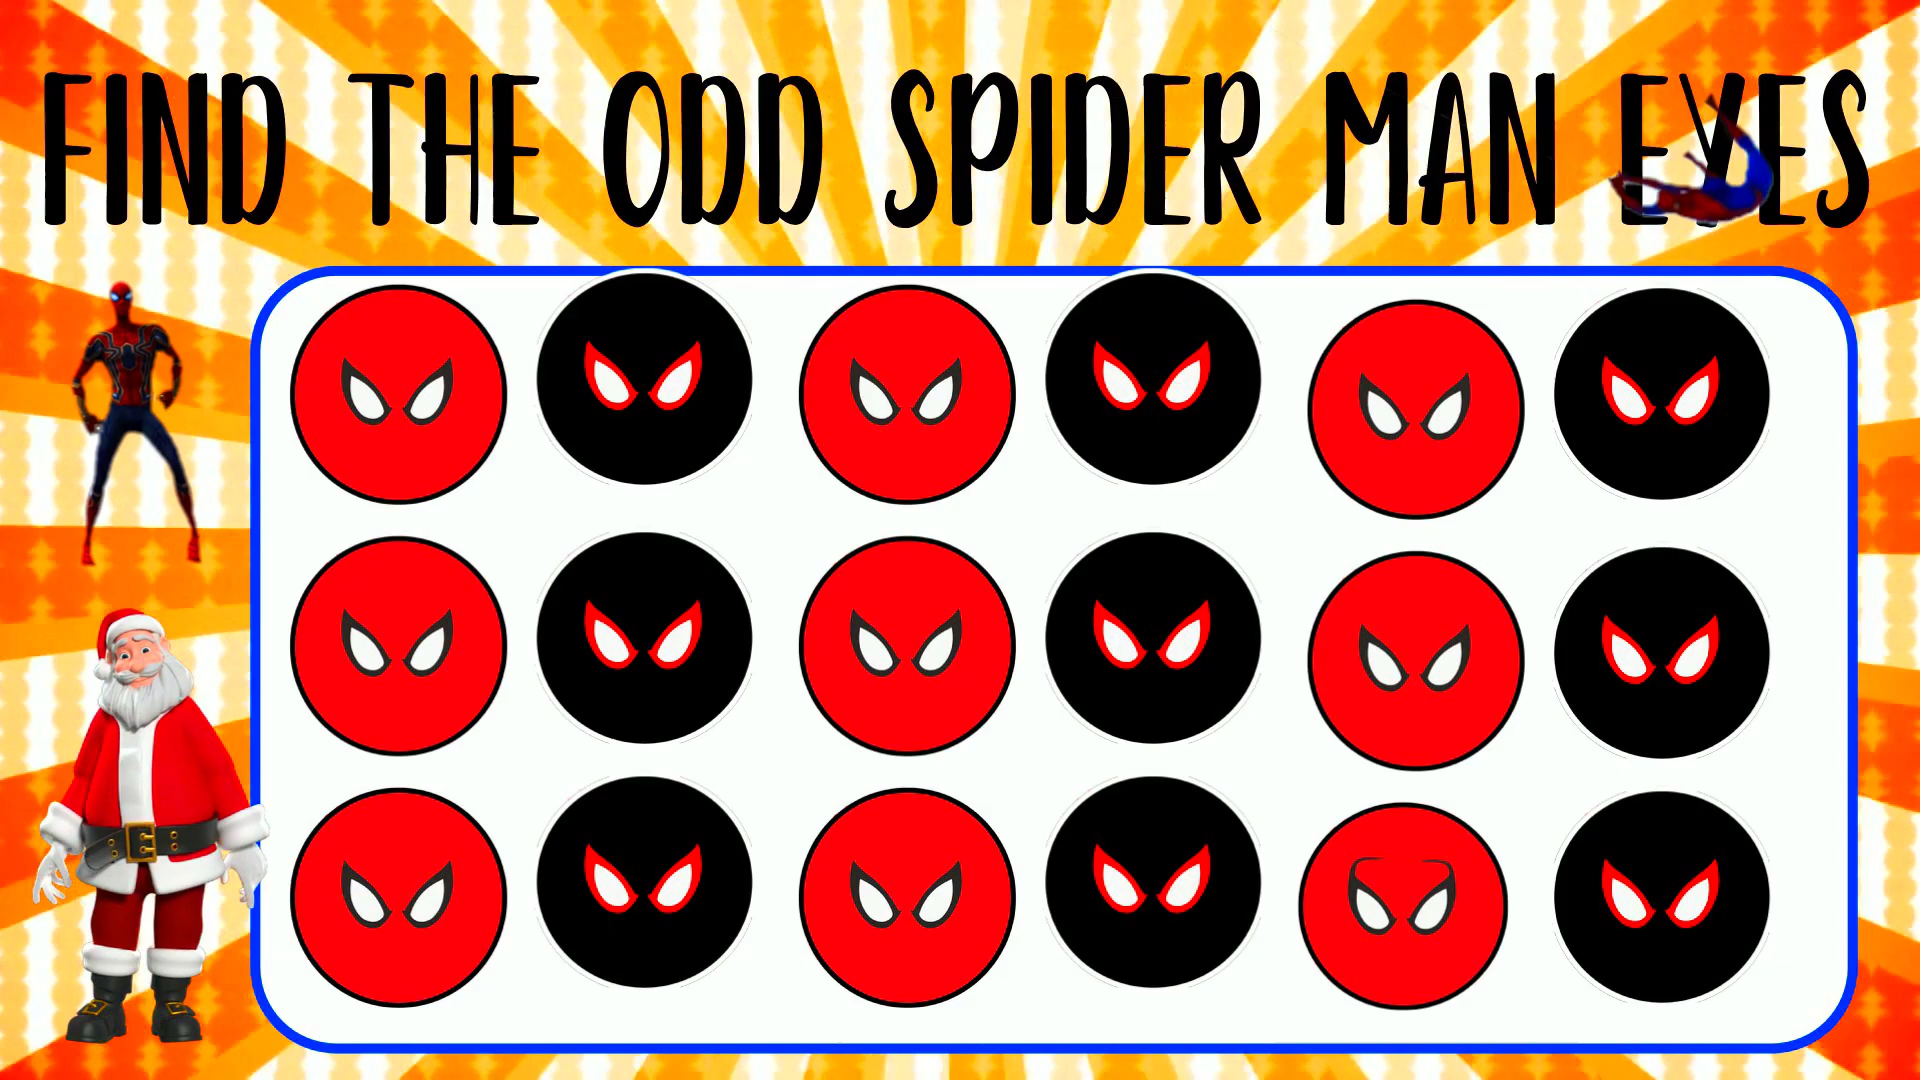 FIND THE ODD SPIDER MAN EYES